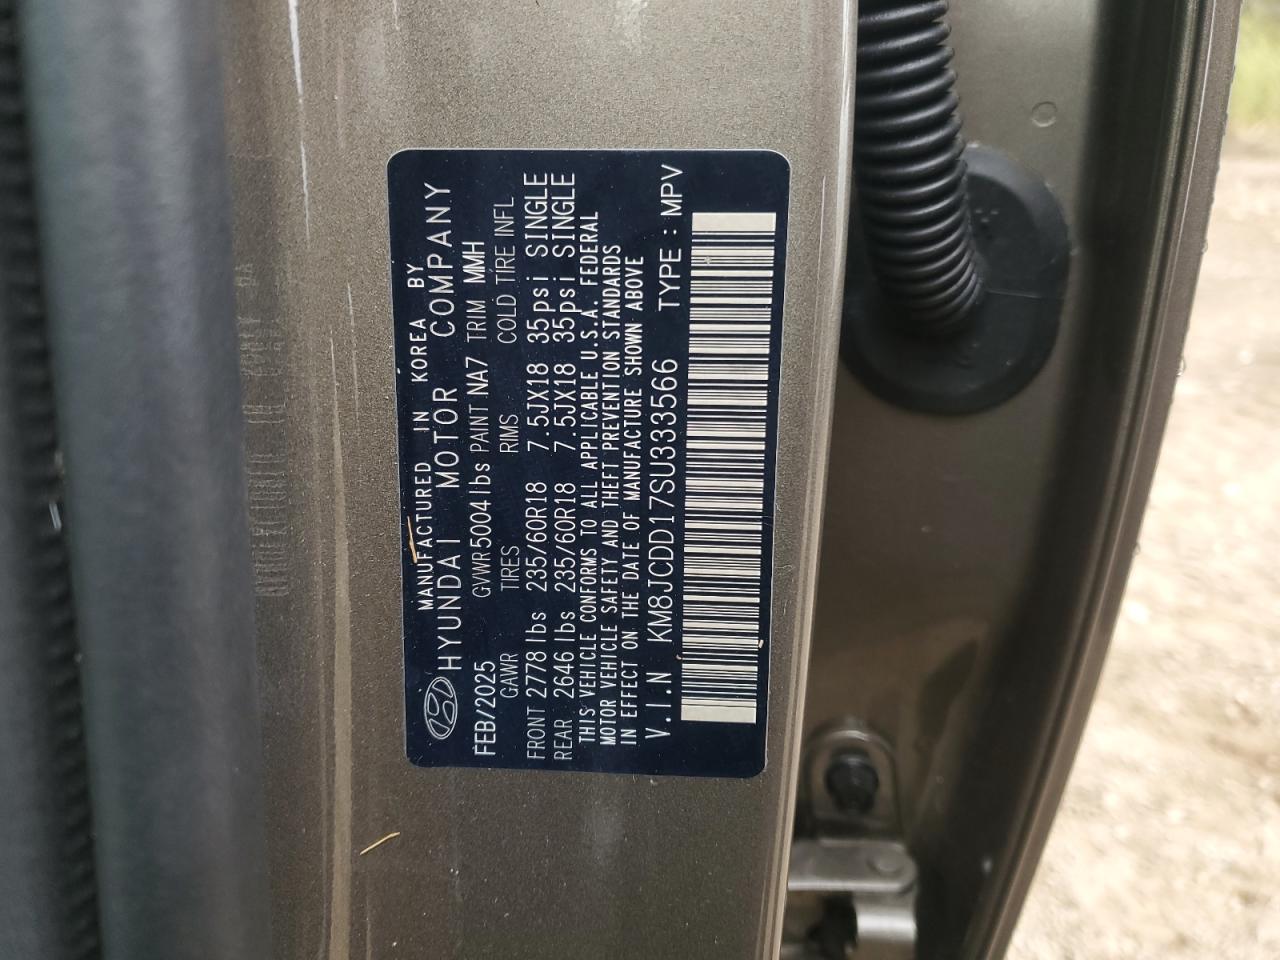 MANUFACTURED IN KOREA BY
HYUNDAI MOTOR COMPANY
FEB/2025 GVWR 5004 lbs PAINT NA7 TRIM MMH
GAWR TIRES RIMS COLD TIRE INFL
FRONT 2778 lbs 235/60R18 7.5JX18 35psi SINGLE
REAR 2646 lbs 235/60R18 7.5JX18 35psi SINGLE
THIS VEHICLE CONFORMS TO ALL APPLICABLE U.S.A. FEDERAL
MOTOR VEHICLE SAFETY AND THEFT PREVENTION STANDARDS
IN EFFECT ON THE DATE OF MANUFACTURE SHOWN ABOVE
V.I.N KM8JCDD17SU333566 TYPE : MPV